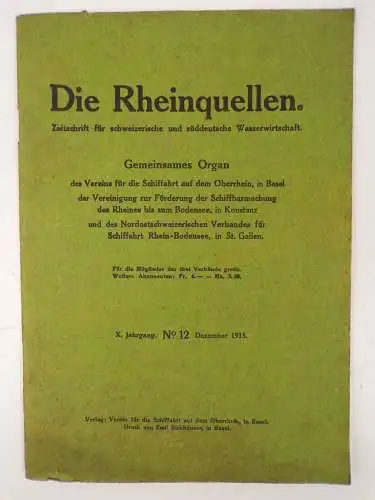 Die Rheinquellen.
Zeitschrift für schweizerische und süddeutsche Wasserwirtschaft.
Gemeinsames Organ
des Vereins für die Schiffahrt auf dem Oberrhein, in Basel
der Vereinigung zur Förderung der Schiffbarmachung
des Rheines bis zum Bodensee, in Konstanz
und des Nordostschweizerischen Verbandes für
Schiffahrt Rhein-Bodensee, in St. Gallen.
Für die Mitglieder der drei Verbände gratis.
Weitere Abonnenten: Fr. 4.—
X. Jahrgang. No 12 Dezember 1915.
Verlag: Verein für die Schiffahrt auf dem Oberrhein, in Basel.
Druck von Emil Birkhäuser, in Basel.